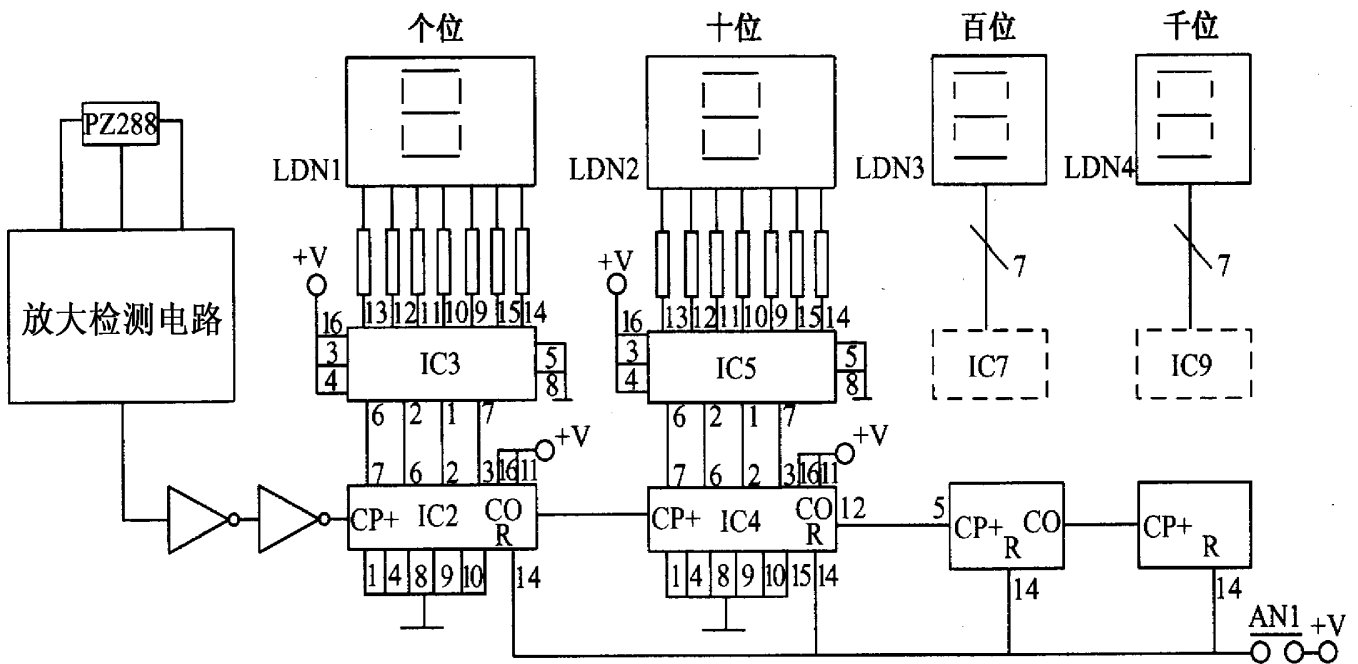 个位 十位 百位 千位
PZ288
LDN1 LDN2 LDN3 LDN4
+V +V 7 7
放大检测电路
13 12 11 10 9 15 14 13 12 11 10 9 15 14
16 16
3 IC3 5 3 IC5 5 IC7 IC9
4 8 4 8
6 2 1 7 6 2 1 7
+V +V
7 6 2 3 16 11 7 6 2 3 16 11
CP+ IC2 CO CP+ IC4 CO 12 5 CP+ CO CP+
R R R R
1 4 8 9 10 14 1 4 8 9 10 15 14 14 14
AN1 +V